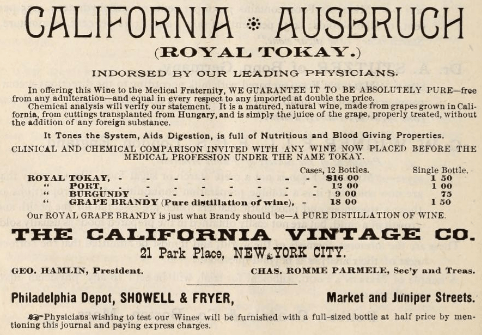 CALIFORNIA ❉ AUSBRUCH
(ROYAL TOKAY.)
INDORSED BY OUR LEADING PHYSICIANS.
In offering this Wine to the Medical Fraternity, WE GUARANTEE IT TO BE ABSOLUTELY PURE—free
from any adulteration—and equal in every respect to any imported at double the price.
Chemical analysis will verify our statement. It is a matured, natural wine, made from grapes grown in Cali-
fornia, from cuttings transplanted from Hungary, and is simply the juice of the grape, properly treated, without
the addition of any foreign substance.
It Tones the System, Aids Digestion, is full of Nutritious and Blood Giving Properties.
CLINICAL AND CHEMICAL COMPARISON INVITED WITH ANY WINE NOW PLACED BEFORE THE
MEDICAL PROFESSION UNDER THE NAME TOKAY.
Cases, 12 Bottles. Single Bottle.
ROYAL TOKAY, - - - - - - - $16 00 1 50
“ PORT, - - - - - - - 12 00 1 00
“ BURGUNDY - - - - - - 9 00 75
“ GRAPE BRANDY (Pure distillation of wine), - 18 00 1 50
Our ROYAL GRAPE BRANDY is just what Brandy should be—A PURE DISTILLATION OF WINE.
THE CALIFORNIA VINTAGE CO.
21 Park Place, NEW YORK CITY.
GEO. HAMLIN, President. CHAS. ROMME PARMELE, Sec'y and Treas.
Philadelphia Depot, SHOWELL & FRYER, Market and Juniper Streets.
☞Physicians wishing to test our Wines will be furnished with a full-sized bottle at half price by men-
tioning this journal and paying express charges.